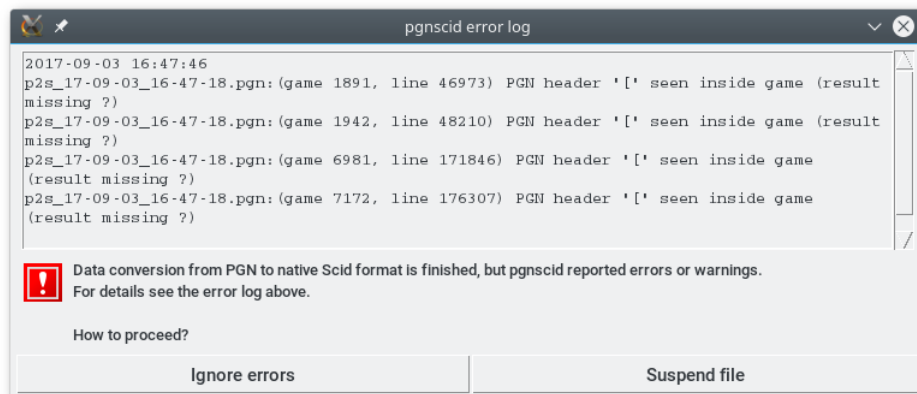 pgnscid error log
2017-09-03 16:47:46
p2s_17-09-03_16-47-18.pgn:(game 1891, line 46973) PGN header '[' seen inside game (result
missing ?)
p2s_17-09-03_16-47-18.pgn:(game 1942, line 48210) PGN header '[' seen inside game (result
missing ?)
p2s_17-09-03_16-47-18.pgn:(game 6981, line 171846) PGN header '[' seen inside game
(result missing ?)
p2s_17-09-03_16-47-18.pgn:(game 7172, line 176307) PGN header '[' seen inside game
(result missing ?)
Data conversion from PGN to native Scid format is finished, but pgnscid reported errors or warnings.
For details see the error log above.
How to proceed?
Ignore errors
Suspend file